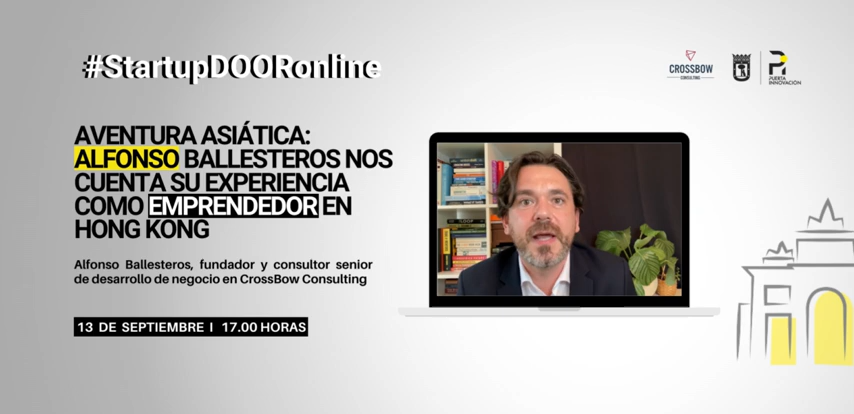 #StartupDOORonline
CROSSBOW
CONSULTING
PUERTA
INNOVACIÓN
AVENTURA ASIÁTICA:
ALFONSO BALLESTEROS NOS
CUENTA SU EXPERIENCIA
COMO EMPRENDEDOR EN
HONG KONG
Alfonso Ballesteros, fundador y consultor senior
de desarrollo de negocio en CrossBow Consulting
13 DE SEPTIEMBRE I 17.00 HORAS